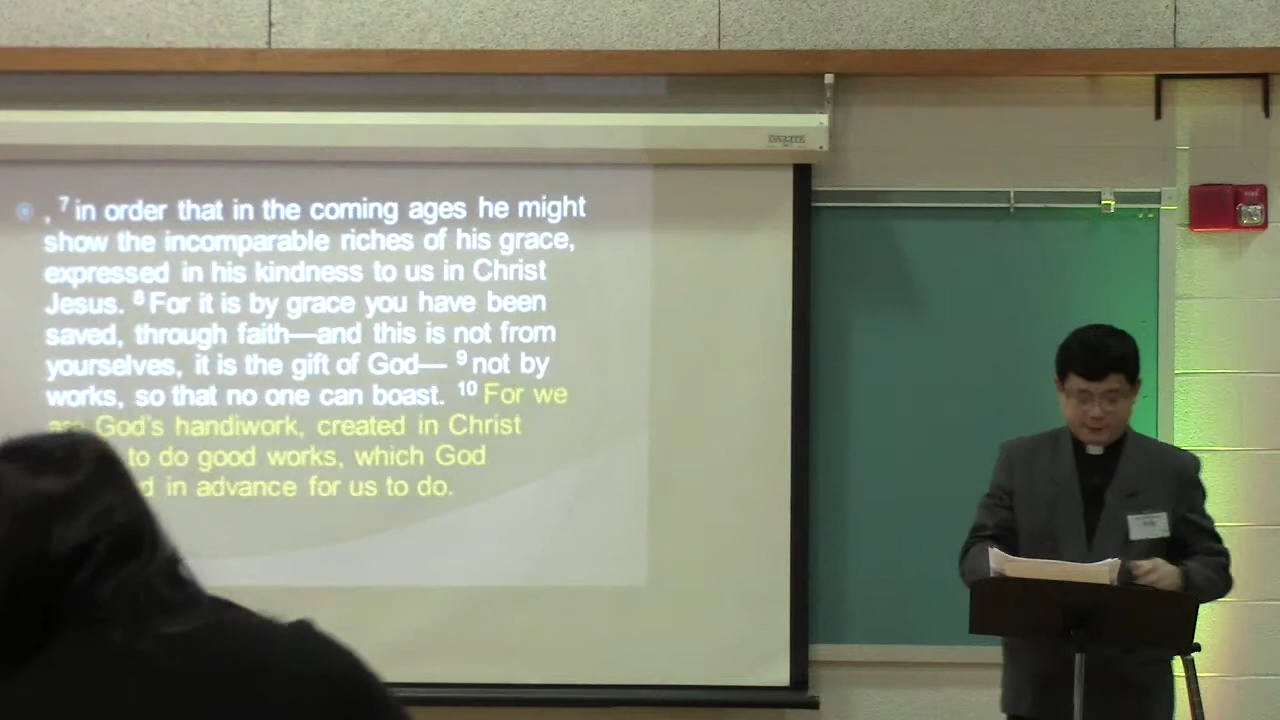 , 7 in order that in the coming ages he might
show the incomparable riches of his grace,
expressed in his kindness to us in Christ
Jesus. 8 For it is by grace you have been
saved, through faith—and this is not from
yourselves, it is the gift of God— 9 not by
works, so that no one can boast. 10 For we
are God's handiwork, created in Christ
to do good works, which God
d in advance for us to do.
DA-LITE